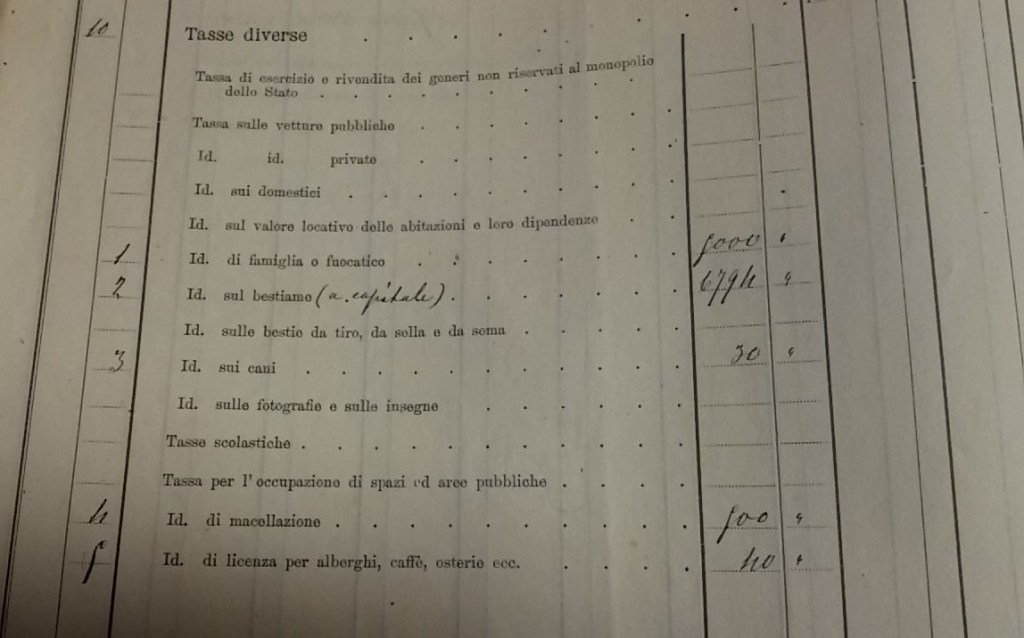 10 Tasse diverse
Tassa di esercizio e rivendita dei generi non riservati al monopolio
dello Stato
Tassa sulle vetture pubbliche
Id. id. private
Id. sui domestici
Id. sul valore locativo delle abitazioni e loro dipendenze
1 Id. di famiglia o fuocatico 5000 "
2 Id. sul bestiame (a. capitale) 6794 "
Id. sulle bestie da tiro, da sella e da soma
3 Id. sui cani 30 "
Id. sulle fotografie e sulle insegne
Tasse scolastiche
Tassa per l'occupazione di spazi ed aree pubbliche
4 Id. di macellazione 500 "
5 Id. di licenza per alberghi, caffè, osterie ecc. 40 "